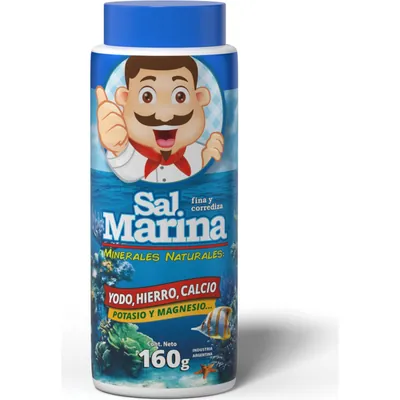 Sal fina y
Marina corrediza
MINERALES NATURALES:
YODO, HIERRO, CALCIO
POTASIO Y MAGNESIO...
Cont. Neto
160g
INDUSTRIA
ARGENTINA